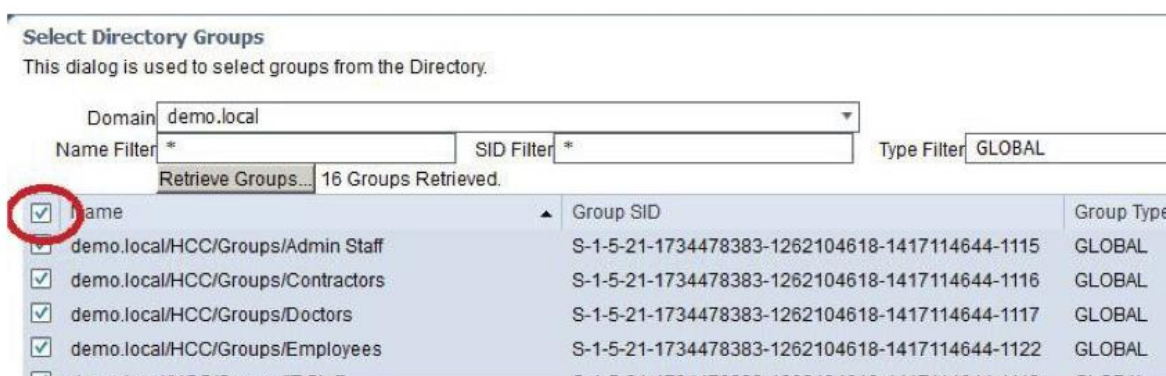 Select Directory Groups
This dialog is used to select groups from the Directory.
Domain demo.local
Name Filter * SID Filter * Type Filter GLOBAL
Retrieve Groups... 16 Groups Retrieved.
Name Group SID Group Type
demo.local/HCC/Groups/Admin Staff S-1-5-21-1734478383-1262104618-1417114644-1115 GLOBAL
demo.local/HCC/Groups/Contractors S-1-5-21-1734478383-1262104618-1417114644-1116 GLOBAL
demo.local/HCC/Groups/Doctors S-1-5-21-1734478383-1262104618-1417114644-1117 GLOBAL
demo.local/HCC/Groups/Employees S-1-5-21-1734478383-1262104618-1417114644-1122 GLOBAL